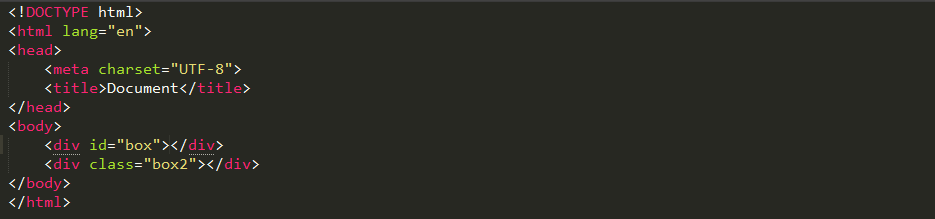 <!DOCTYPE html>
<html lang="en">
<head>
    <meta charset="UTF-8">
    <title>Document</title>
</head>
<body>
    <div id="box"></div>
    <div class="box2"></div>
</body>
</html>